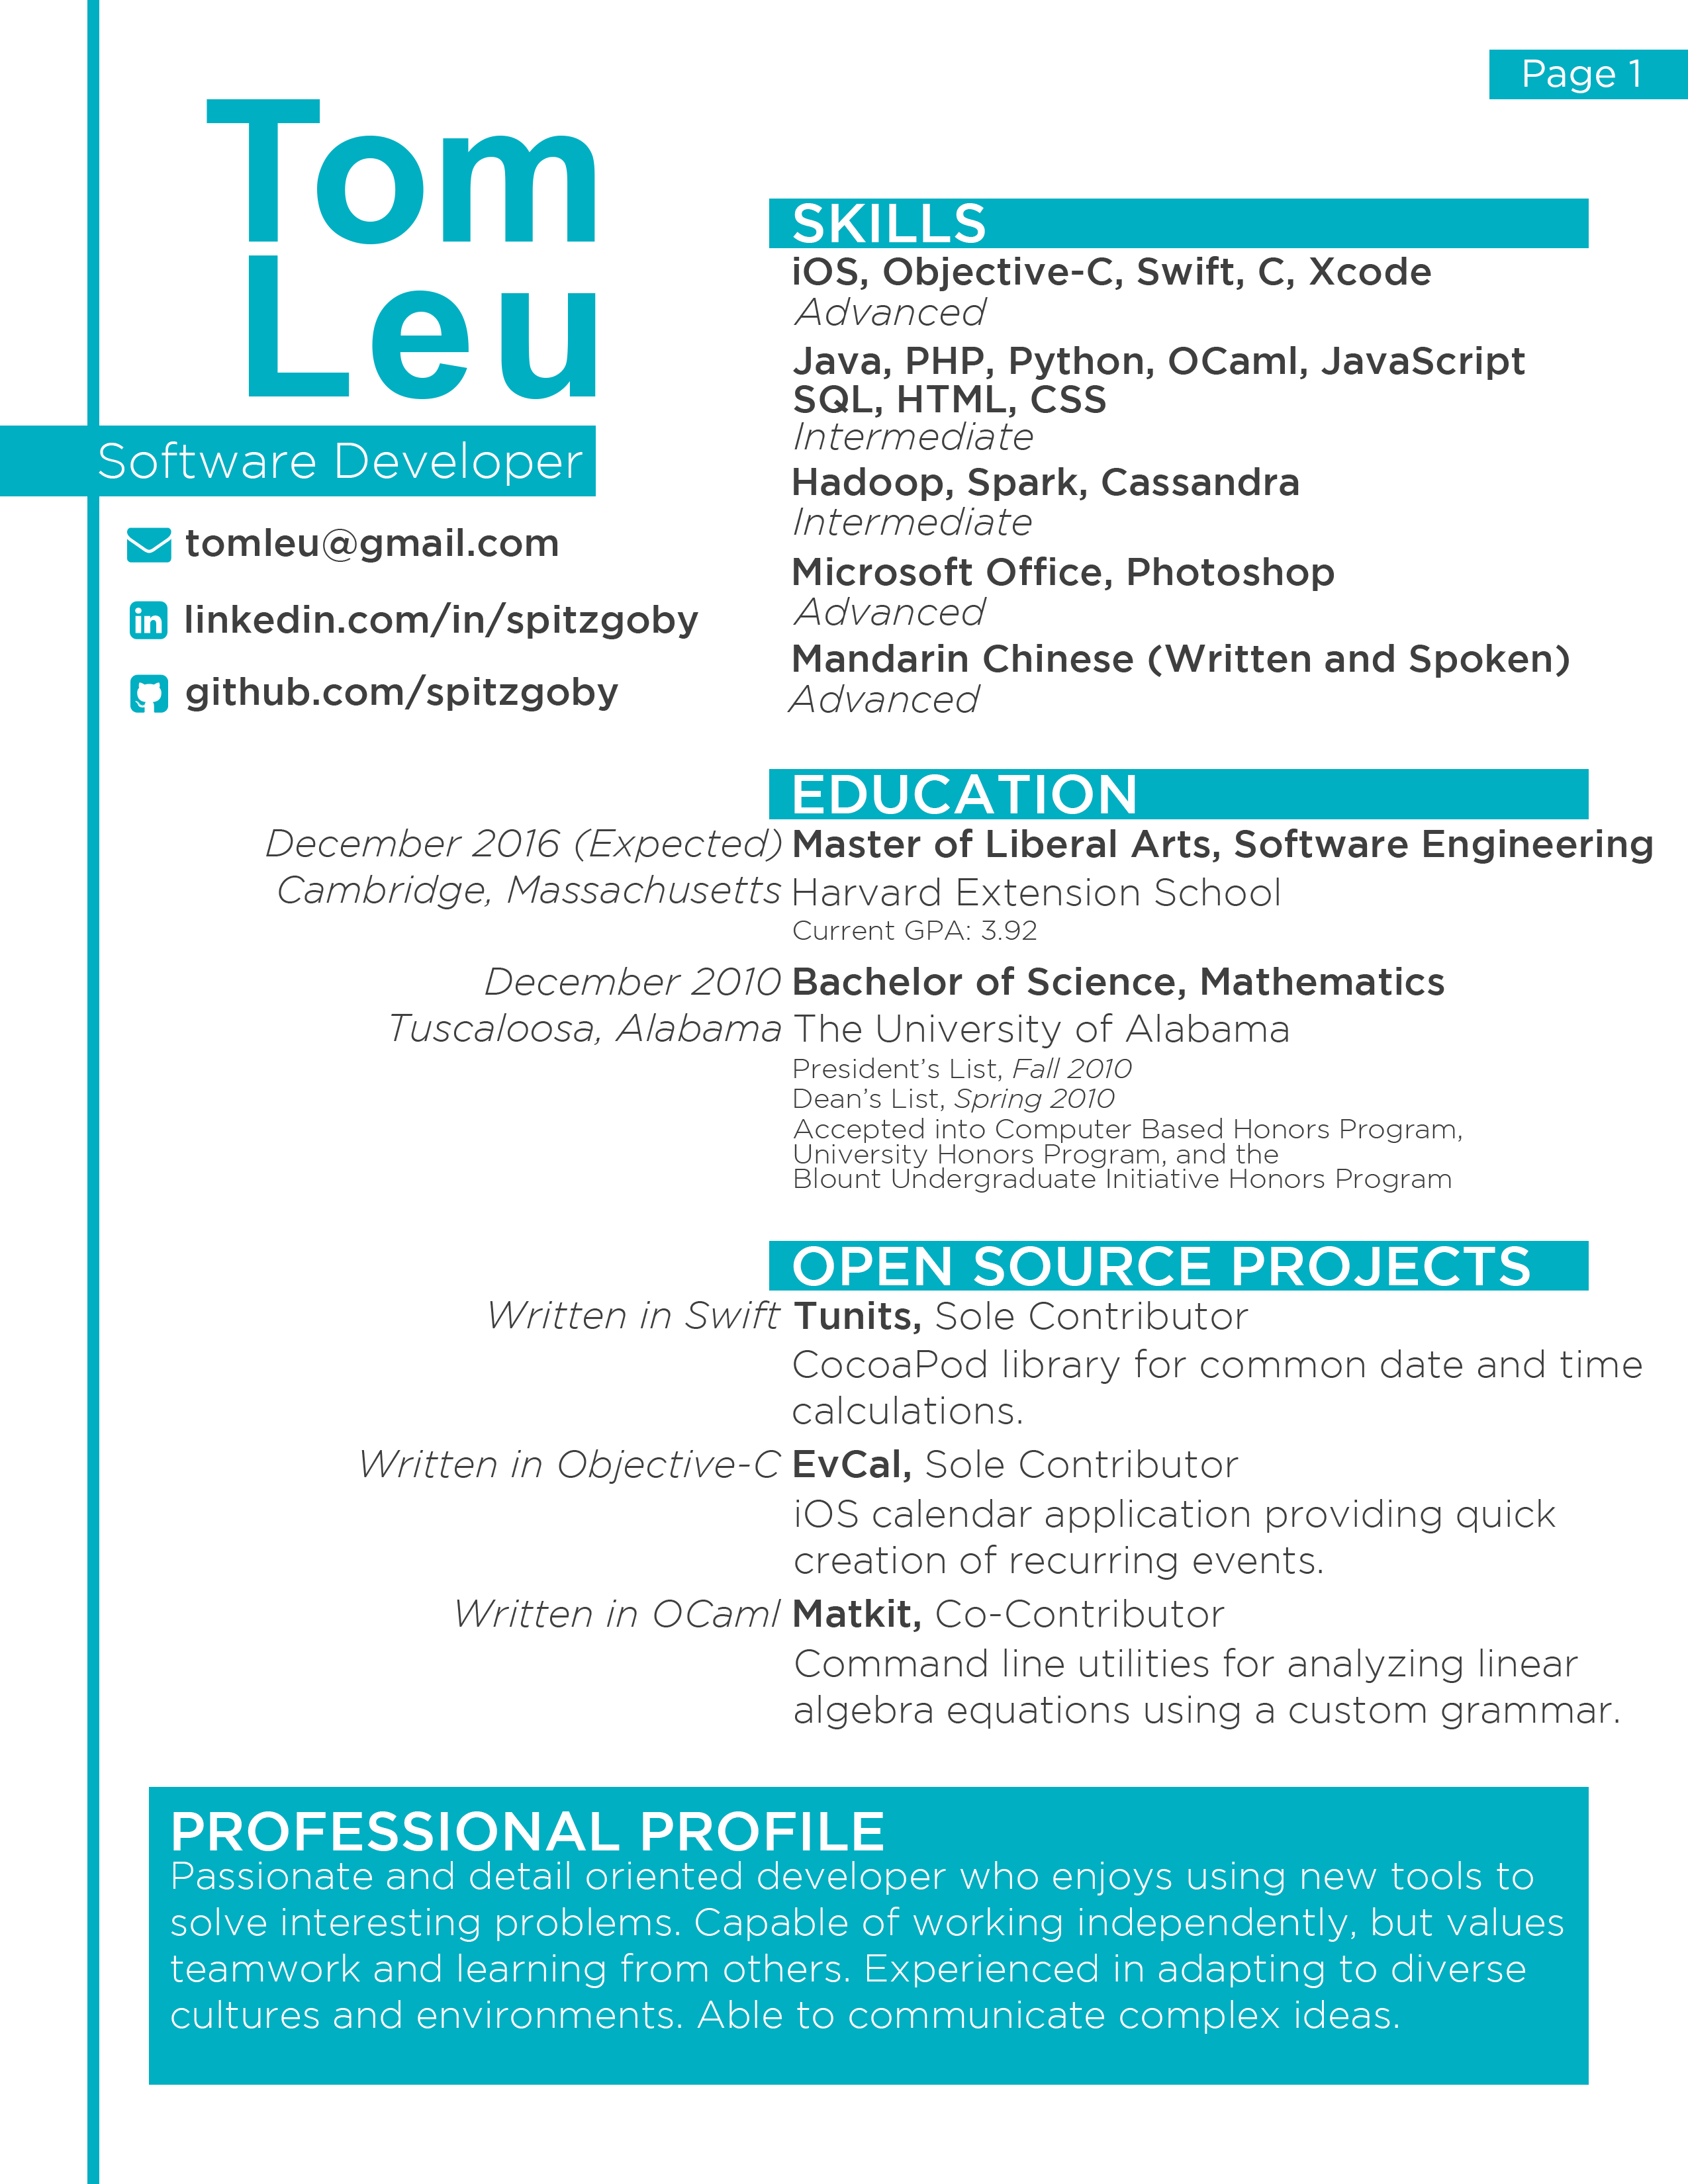 Page 1
Tom
Leu
Software Developer
tomleu@gmail.com
linkedin.com/in/spitzgoby
github.com/spitzgoby
SKILLS
iOS, Objective-C, Swift, C, Xcode
Advanced
Java, PHP, Python, OCaml, JavaScript
SQL, HTML, CSS
Intermediate
Hadoop, Spark, Cassandra
Intermediate
Microsoft Office, Photoshop
Advanced
Mandarin Chinese (Written and Spoken)
Advanced
EDUCATION
December 2016 (Expected) Master of Liberal Arts, Software Engineering
Cambridge, Massachusetts Harvard Extension School
Current GPA: 3.92
December 2010 Bachelor of Science, Mathematics
Tuscaloosa, Alabama The University of Alabama
President’s List, Fall 2010
Dean’s List, Spring 2010
Accepted into Computer Based Honors Program,
University Honors Program, and the
Blount Undergraduate Initiative Honors Program
OPEN SOURCE PROJECTS
Written in Swift Tunits, Sole Contributor
CocoaPod library for common date and time
calculations.
Written in Objective-C EvCal, Sole Contributor
iOS calendar application providing quick
creation of recurring events.
Written in OCaml Matkit, Co-Contributor
Command line utilities for analyzing linear
algebra equations using a custom grammar.
PROFESSIONAL PROFILE
Passionate and detail oriented developer who enjoys using new tools to
solve interesting problems. Capable of working independently, but values
teamwork and learning from others. Experienced in adapting to diverse
cultures and environments. Able to communicate complex ideas.